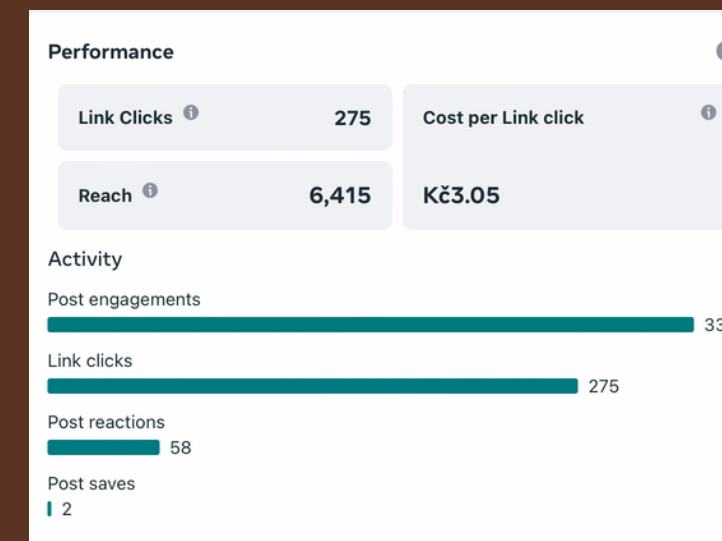 Performance
Link Clicks 275
Cost per Link click
Reach 6,415
Kč3.05
Activity
Post engagements
33
Link clicks
275
Post reactions
58
Post saves
2